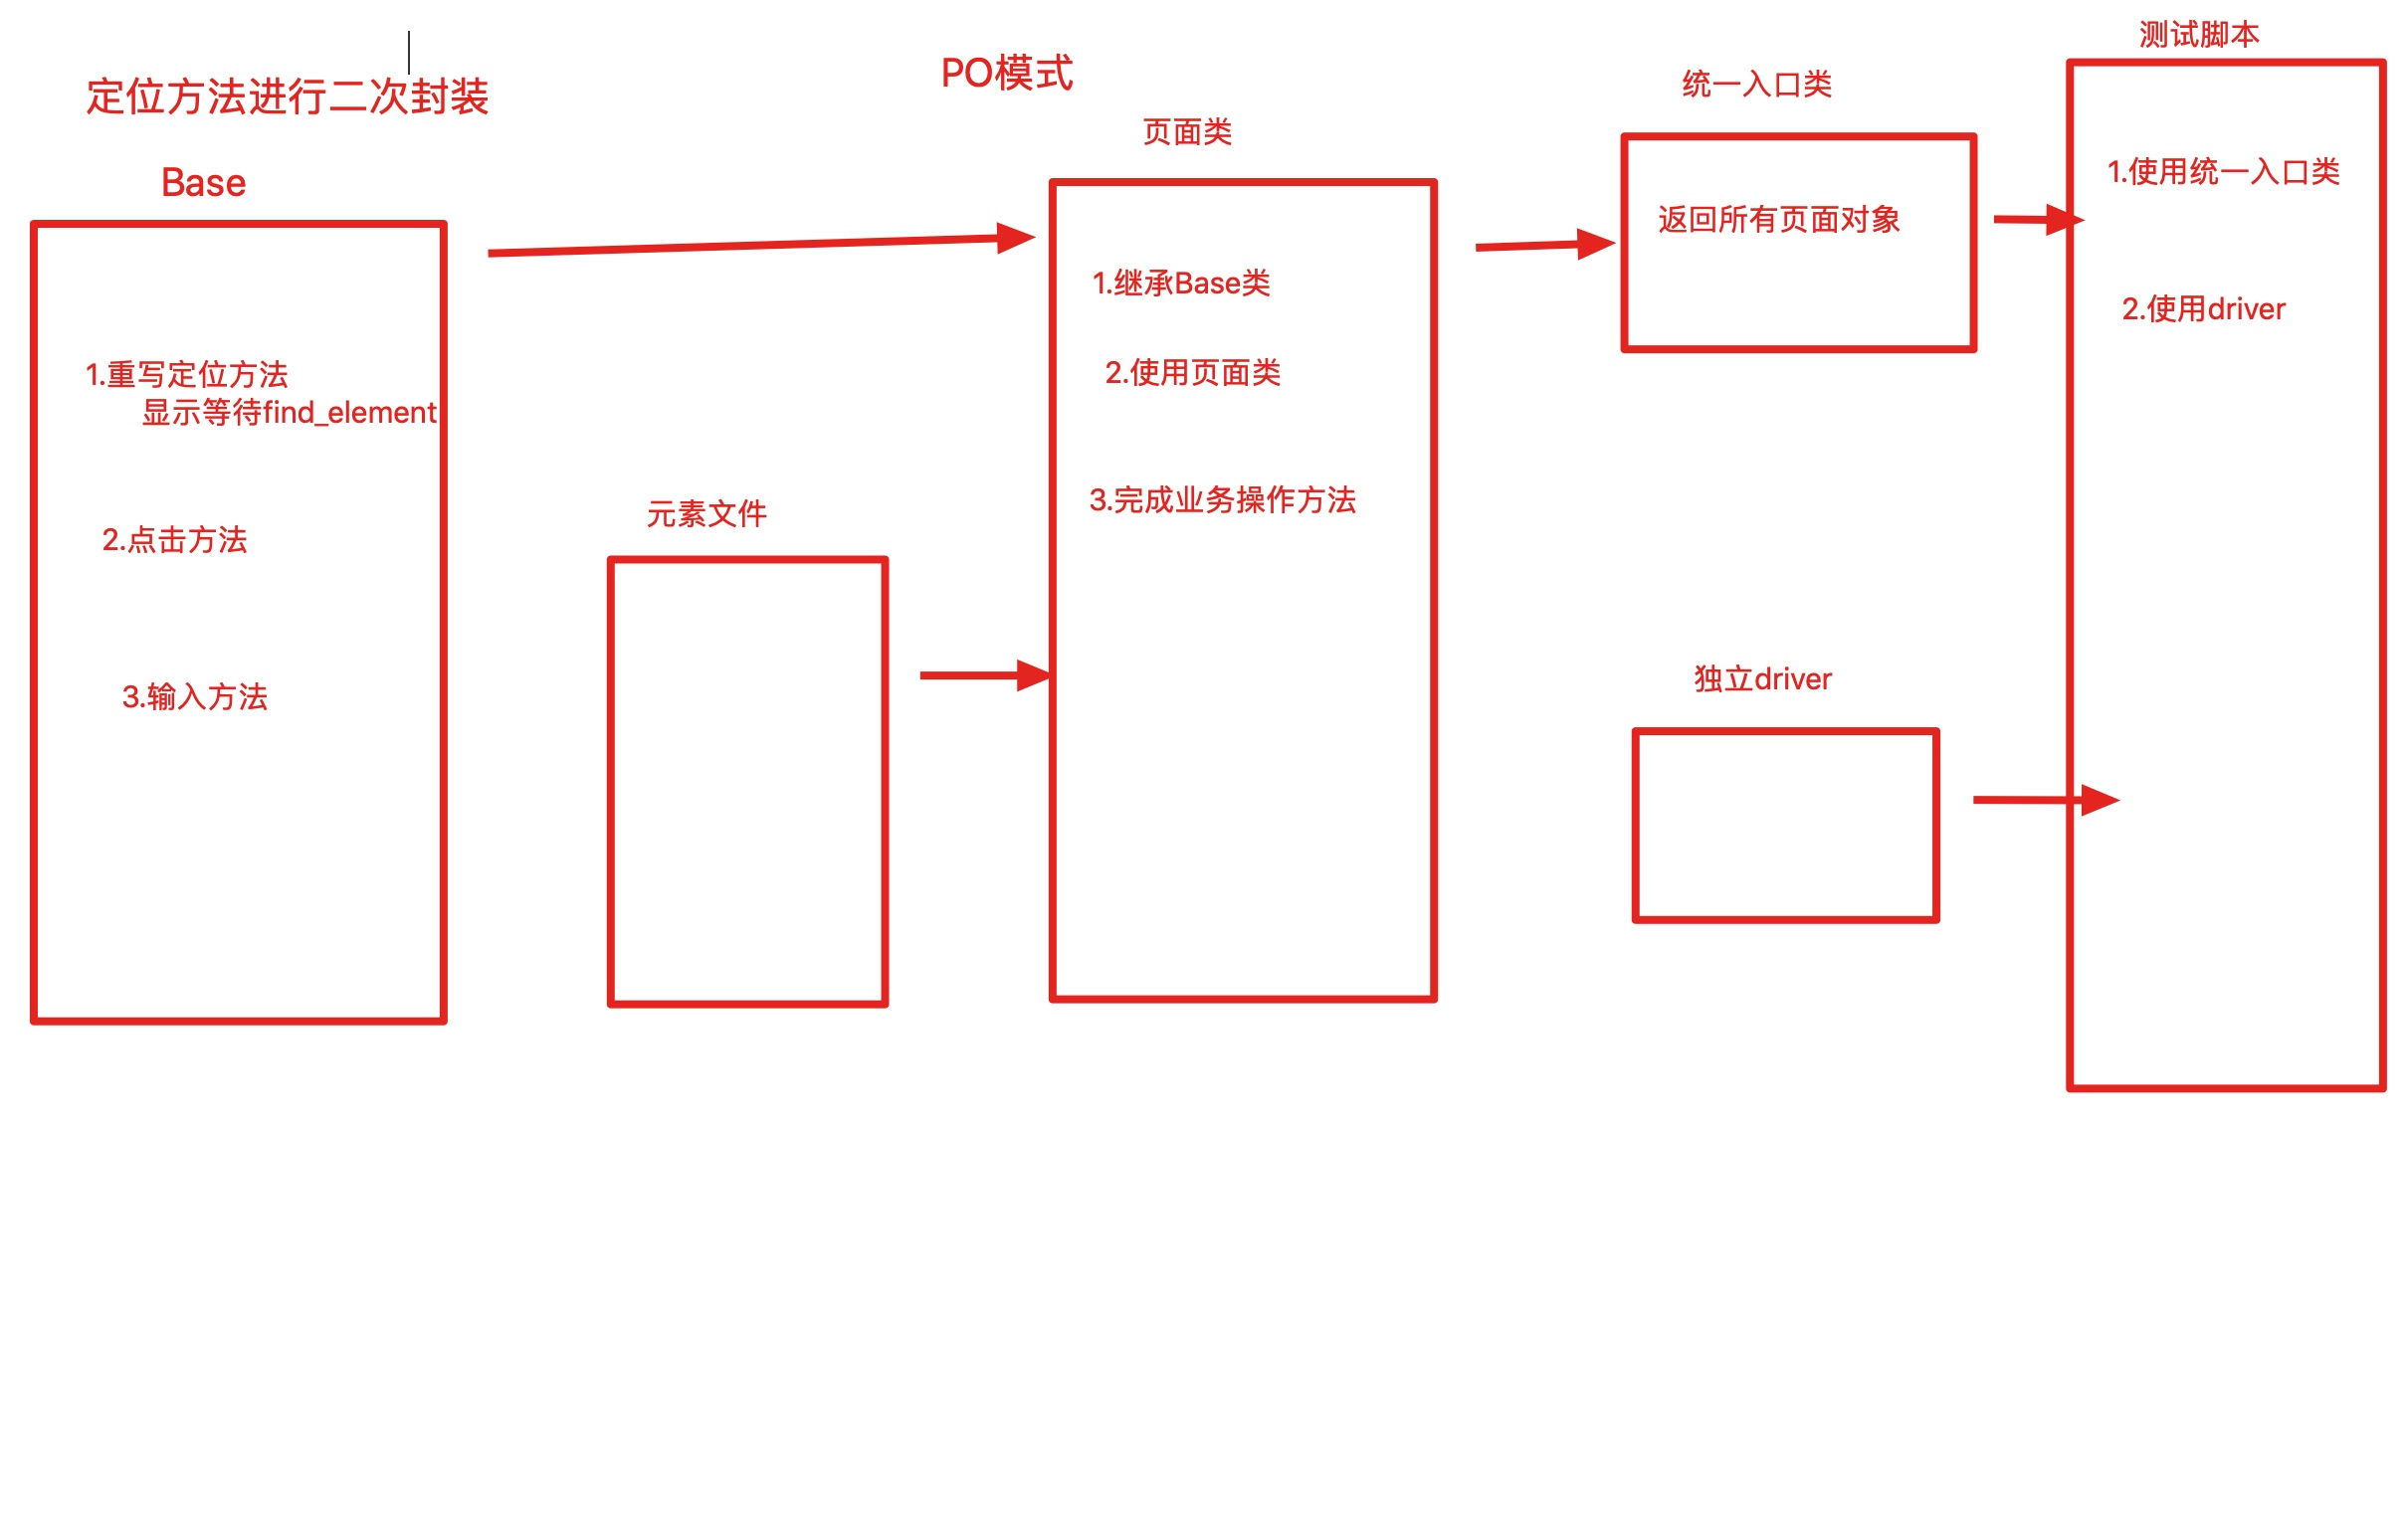 定位方法进行二次封装
PO模式
Base
1.重写定位方法
显示等待find_element
2.点击方法
3.输入方法
元素文件
页面类
1.继承Base类
2.使用页面类
3.完成业务操作方法
统一入口类
返回所有页面对象
独立driver
测试脚本
1.使用统一入口类
2.使用driver